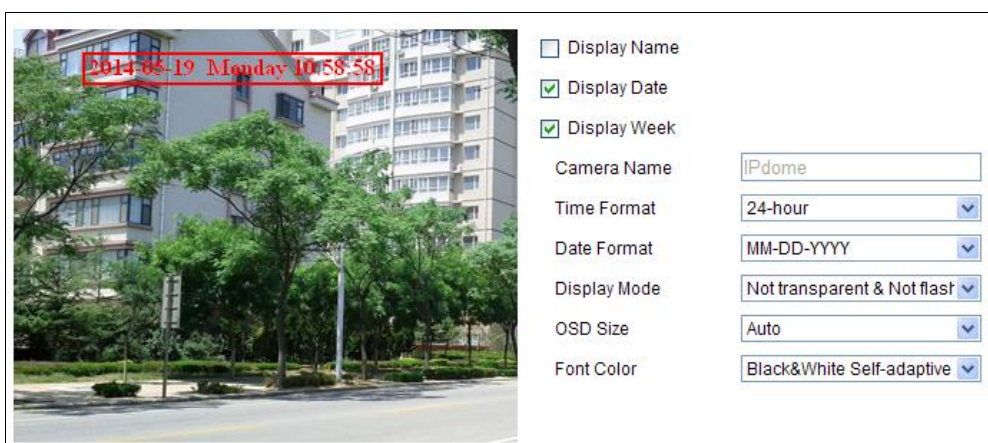 2014-05-19 Monday 10:58:58
Display Name
Display Date
Display Week
Camera Name IPdome
Time Format 24-hour
Date Format MM-DD-YYYY
Display Mode Not transparent & Not flash
OSD Size Auto
Font Color Black&White Self-adaptive